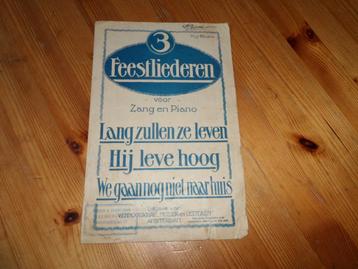 3
Feestliederen
voor
Zang en Piano
Lang zullen ze leven
Hij leve hoog
We gaan nog niet naar huis
AMSTERDAM